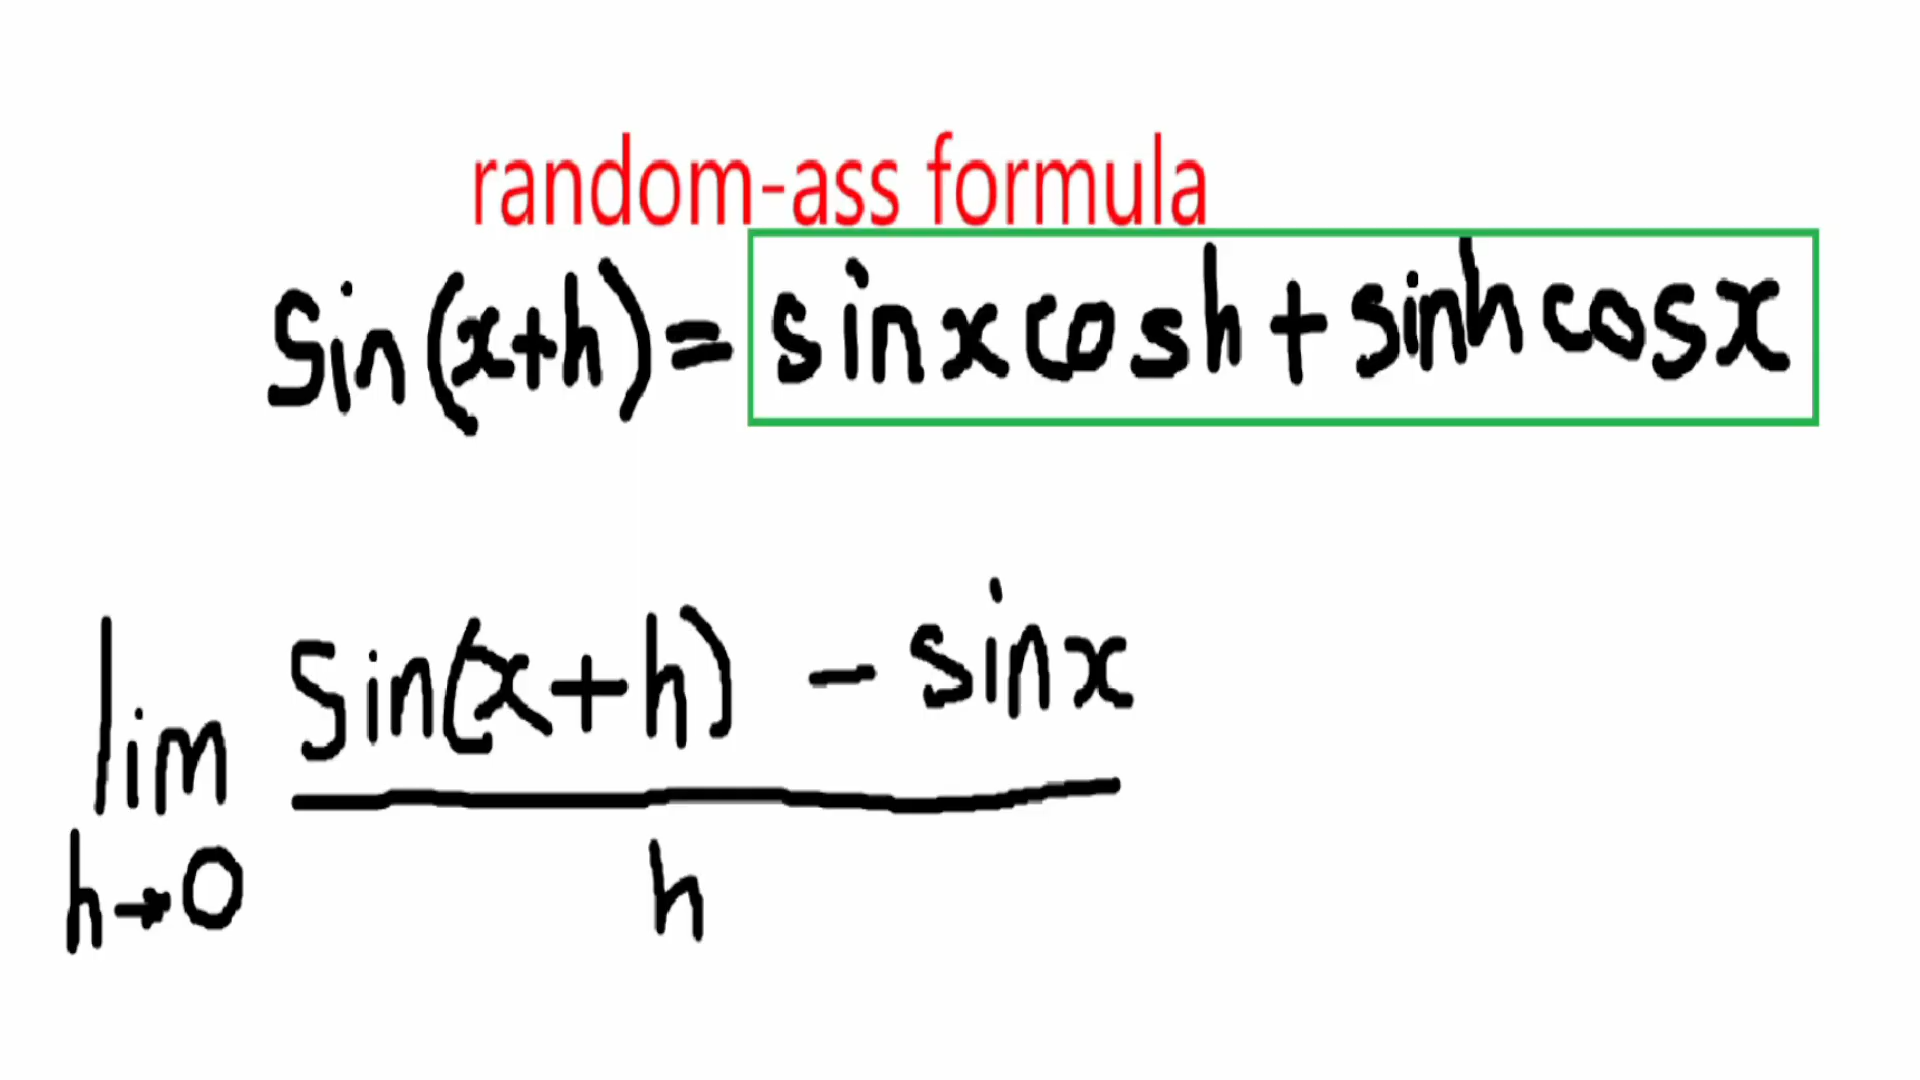 random-ass formula
Sin(x+h)=sinxcosh+sinhcosx
Sin(x+h) - sinx
lim
h→0
h